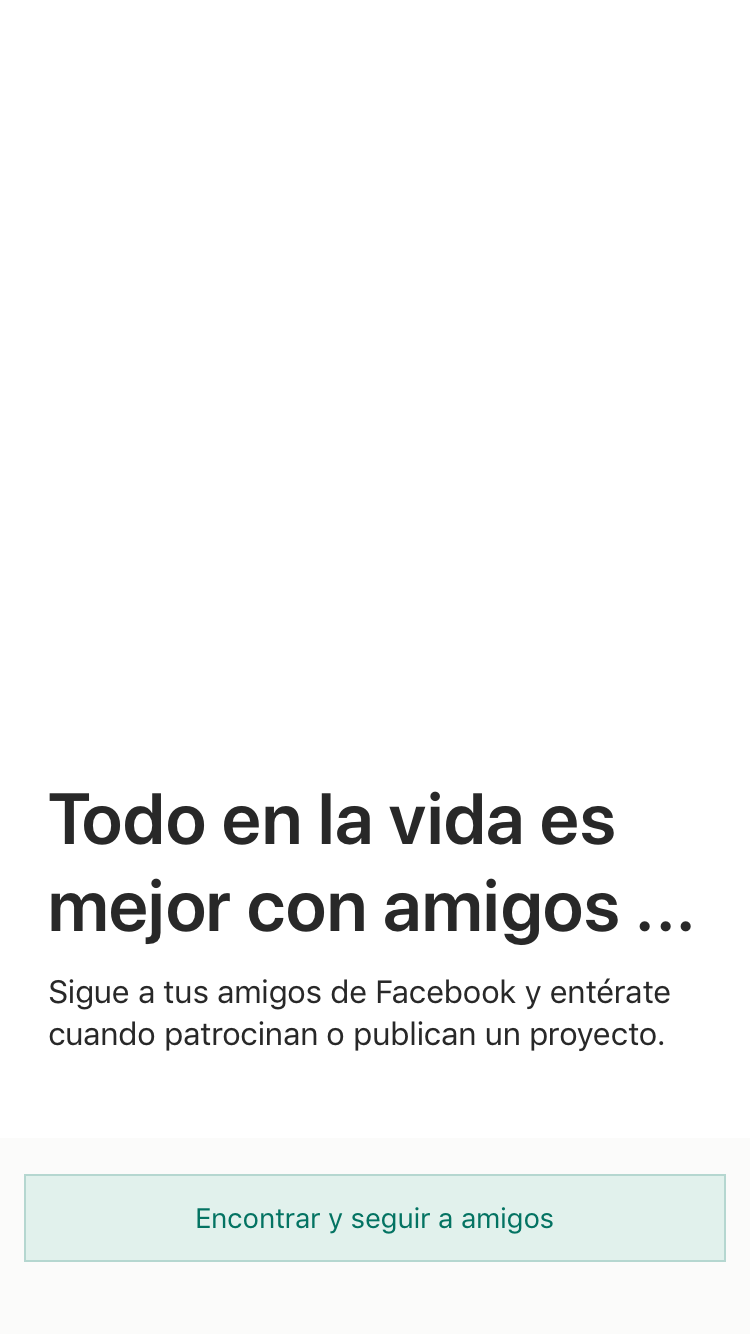 Todo en la vida es
mejor con amigos ...
Sigue a tus amigos de Facebook y entérate
cuando patrocinan o publican un proyecto.
Encontrar y seguir a amigos